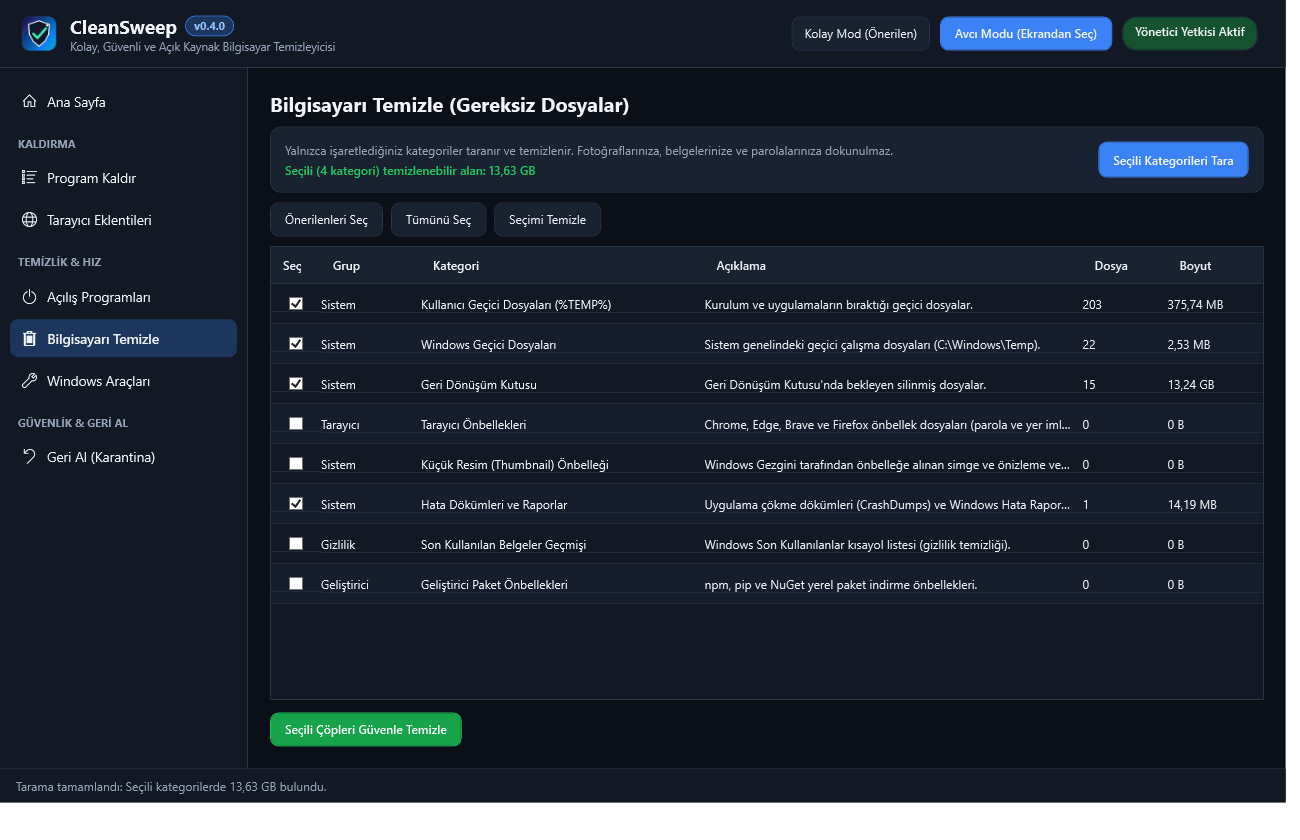 CleanSweep v0.4.0
Kolay, Güvenli ve Açık Kaynak Bilgisayar Temizleyicisi
Kolay Mod (Önerilen)
Avcı Modu (Ekrandan Seç)
Yönetici Yetkisi Aktif
Ana Sayfa
KALDIRMA
Program Kaldır
Tarayıcı Eklentileri
TEMİZLİK & HIZ
Açılış Programları
Bilgisayarı Temizle
Windows Araçları
GÜVENLİK & GERİ AL
Geri Al (Karantina)
Bilgisayarı Temizle (Gereksiz Dosyalar)
Yalnızca işaretlediğiniz kategoriler taranır ve temizlenir. Fotoğraflarınıza, belgelerinize ve parolalarınıza dokunulmaz.
Seçili (4 kategori) temizlenebilir alan: 13,63 GB
Seçili Kategorileri Tara
Önerilenleri Seç Tümünü Seç Seçimi Temizle
Seç Grup Kategori Açıklama Dosya Boyut
Sistem Kullanıcı Geçici Dosyaları (%TEMP%) Kurulum ve uygulamaların bıraktığı geçici dosyalar. 203 375,74 MB
Sistem Windows Geçici Dosyaları Sistem genelindeki geçici çalışma dosyaları (C:\Windows\Temp). 22 2,53 MB
Sistem Geri Dönüşüm Kutusu Geri Dönüşüm Kutusu'nda bekleyen silinmiş dosyalar. 15 13,24 GB
Tarayıcı Tarayıcı Önbellekleri Chrome, Edge, Brave ve Firefox önbellek dosyaları (parola ve yer iml... 0 0 B
Sistem Küçük Resim (Thumbnail) Önbelleği Windows Gezgini tarafından önbelleğe alınan simge ve önizleme ve... 0 0 B
Sistem Hata Dökümleri ve Raporlar Uygulama çökme dökümleri (CrashDumps) ve Windows Hata Rapor... 1 14,19 MB
Gizlilik Son Kullanılan Belgeler Geçmişi Windows Son Kullanılanlar kısayol listesi (gizlilik temizliği). 0 0 B
Geliştirici Geliştirici Paket Önbellekleri npm, pip ve NuGet yerel paket indirme önbellekleri. 0 0 B
Seçili Çöpleri Güvenle Temizle
Tarama tamamlandı: Seçili kategorilerde 13,63 GB bulundu.